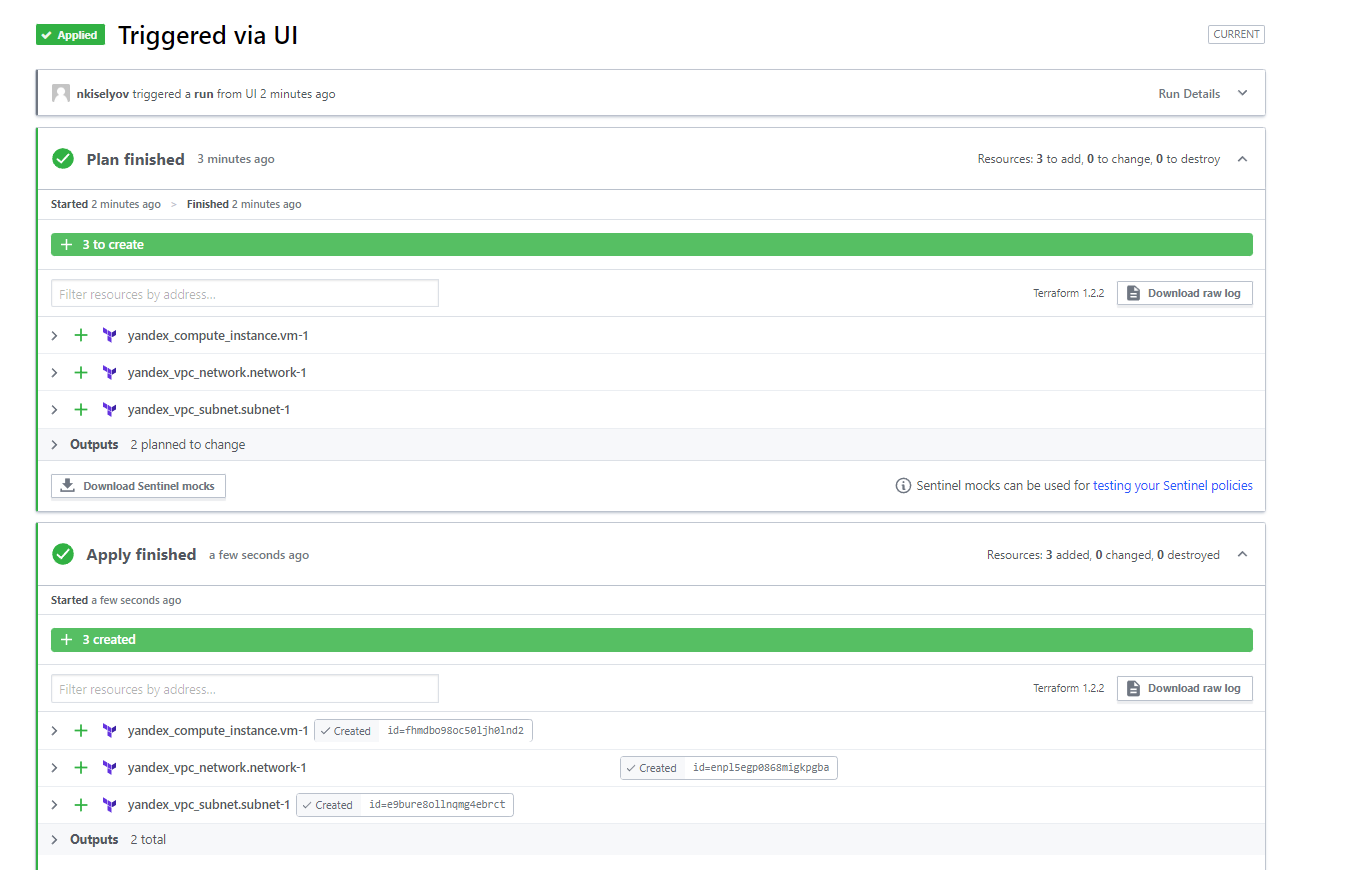 Applied Triggered via UI CURRENT
nkiselyov triggered a run from UI 2 minutes ago Run Details
Plan finished 3 minutes ago Resources: 3 to add, 0 to change, 0 to destroy
Started 2 minutes ago > Finished 2 minutes ago
+ 3 to create
Filter resources by address... Terraform 1.2.2 Download raw log
yandex_compute_instance.vm-1
yandex_vpc_network.network-1
yandex_vpc_subnet.subnet-1
Outputs 2 planned to change
Download Sentinel mocks Sentinel mocks can be used for testing your Sentinel policies
Apply finished a few seconds ago Resources: 3 added, 0 changed, 0 destroyed
Started a few seconds ago
+ 3 created
Filter resources by address... Terraform 1.2.2 Download raw log
yandex_compute_instance.vm-1 Created id=fhmdbo98oc50ljh0lnd2
yandex_vpc_network.network-1 Created id=enpl5egp0868migkpgba
yandex_vpc_subnet.subnet-1 Created id=e9bure8ollnqmg4ebrct
Outputs 2 total